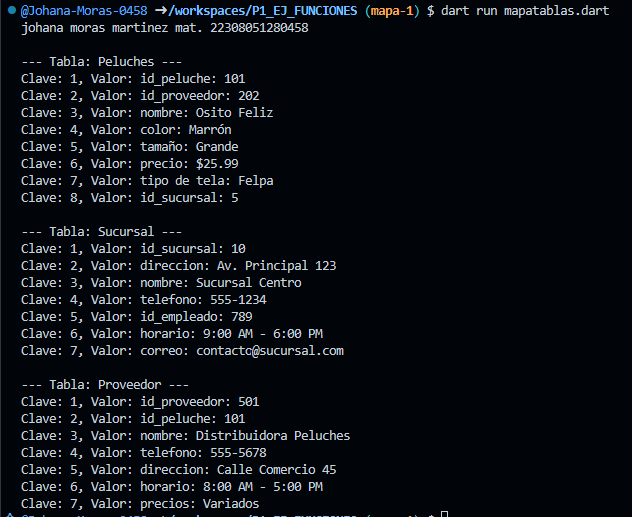 @Johana-Moras-0458 ➜/workspaces/P1_EJ_FUNCIONES (mapa-1) $ dart run mapatablas.dart
johana moras martinez mat. 22308051280458
--- Tabla: Peluches ---
Clave: 1, Valor: id_peluche: 101
Clave: 2, Valor: id_proveedor: 202
Clave: 3, Valor: nombre: Osito Feliz
Clave: 4, Valor: color: Marrón
Clave: 5, Valor: tamaño: Grande
Clave: 6, Valor: precio: $25.99
Clave: 7, Valor: tipo de tela: Felpa
Clave: 8, Valor: id_sucursal: 5
--- Tabla: Sucursal ---
Clave: 1, Valor: id_sucursal: 10
Clave: 2, Valor: direccion: Av. Principal 123
Clave: 3, Valor: nombre: Sucursal Centro
Clave: 4, Valor: telefono: 555-1234
Clave: 5, Valor: id_empleado: 789
Clave: 6, Valor: horario: 9:00 AM - 6:00 PM
Clave: 7, Valor: correo: contacto@sucursal.com
--- Tabla: Proveedor ---
Clave: 1, Valor: id_proveedor: 501
Clave: 2, Valor: id_peluche: 101
Clave: 3, Valor: nombre: Distribuidora Peluches
Clave: 4, Valor: telefono: 555-5678
Clave: 5, Valor: direccion: Calle Comercio 45
Clave: 6, Valor: horario: 8:00 AM - 5:00 PM
Clave: 7, Valor: precios: Variados